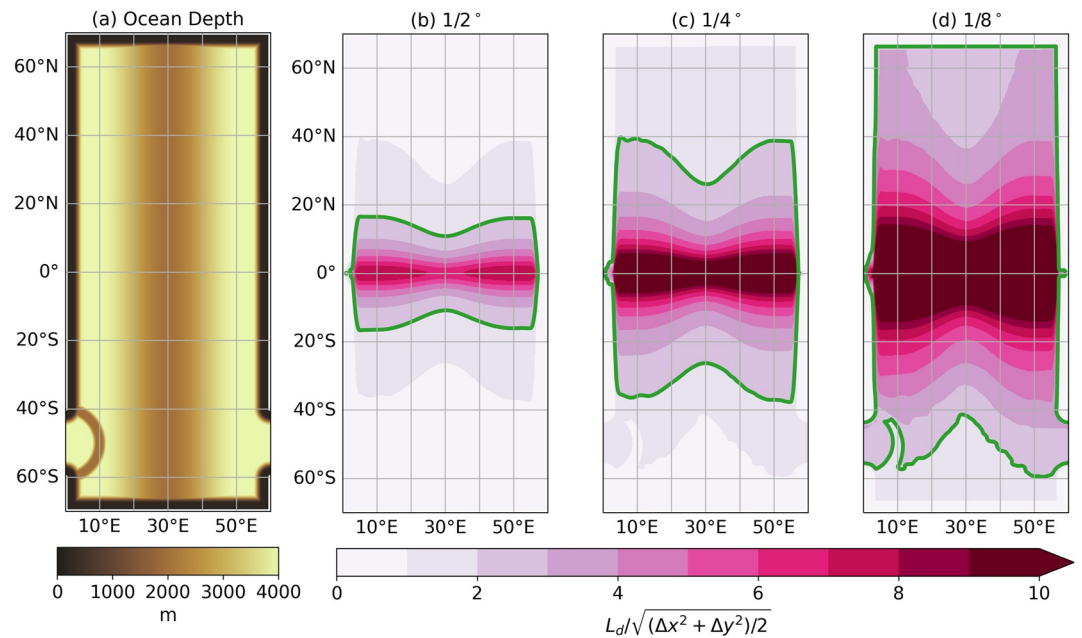 (a) Ocean Depth
(b) 1/2°
(c) 1/4°
(d) 1/8°
60°N
40°N
20°N
0°
20°S
40°S
60°S
60°N
40°N
20°N
0°
20°S
40°S
60°S
10°E 30°E 50°E
10°E 30°E 50°E
10°E 30°E 50°E
10°E 30°E 50°E
0 1000 2000 3000 4000
m
0 2 4 6 8 10
L_d/√(Δx² + Δy²)/2